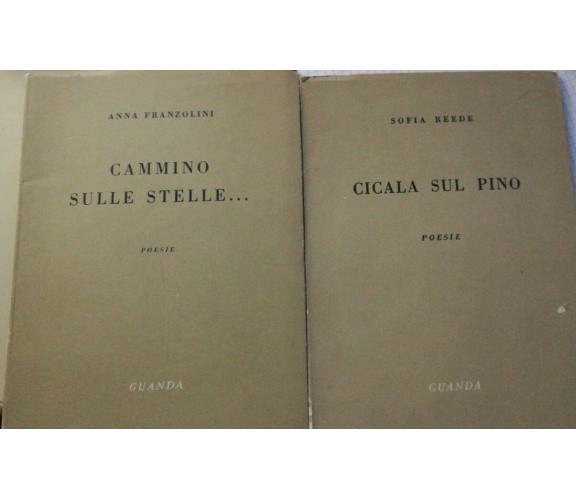 ANNA FRANZOLINI
CAMMINO
SULLE STELLE...
POESIE
GUANDA
SOFIA REEDE
CICALA SUL PINO
POESIE
GUANDA